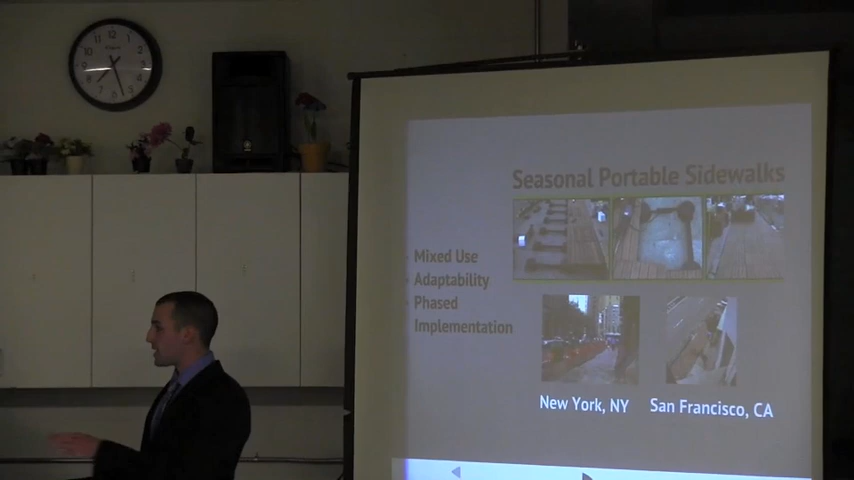 Seasonal Portable Sidewalks
Mixed Use
Adaptability
Phased
Implementation
New York, NY
San Francisco, CA